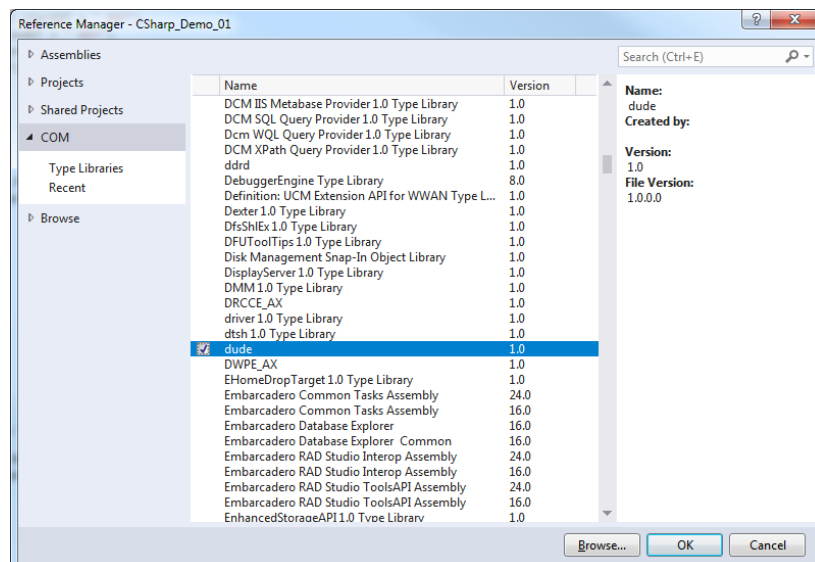 Reference Manager - CSharp_Demo_01
Assemblies
Projects
Shared Projects
COM
Type Libraries
Recent
Browse
Name Version
DCM IIS Metabase Provider 1.0 Type Library 1.0
DCM SQL Query Provider 1.0 Type Library 1.0
Dcm WQL Query Provider 1.0 Type Library 1.0
DCM XPath Query Provider 1.0 Type Library 1.0
ddrd 1.0
DebuggerEngine Type Library 8.0
Definition: UCM Extension API for WWAN Type L... 1.0
Dexter 1.0 Type Library 1.0
DfsShlEx 1.0 Type Library 1.0
DFUToolTips 1.0 Type Library 1.0
Disk Management Snap-In Object Library 1.0
DisplayServer 1.0 Type Library 1.0
DMM 1.0 Type Library 1.0
DRCCE_AX 1.0
driver 1.0 Type Library 1.0
dtsh 1.0 Type Library 1.0
dude 1.0
DWPE_AX 1.0
EHomeDropTarget 1.0 Type Library 1.0
Embarcadero Common Tasks Assembly 24.0
Embarcadero Common Tasks Assembly 16.0
Embarcadero Database Explorer 16.0
Embarcadero Database Explorer Common 16.0
Embarcadero RAD Studio Interop Assembly 24.0
Embarcadero RAD Studio Interop Assembly 16.0
Embarcadero RAD Studio ToolsAPI Assembly 24.0
Embarcadero RAD Studio ToolsAPI Assembly 16.0
EnhancedStorageAPI 1.0 Type Library 1.0
Search (Ctrl+E)
Name:
dude
Created by:
Version:
1.0
File Version:
1.0.0.0
Browse... OK Cancel